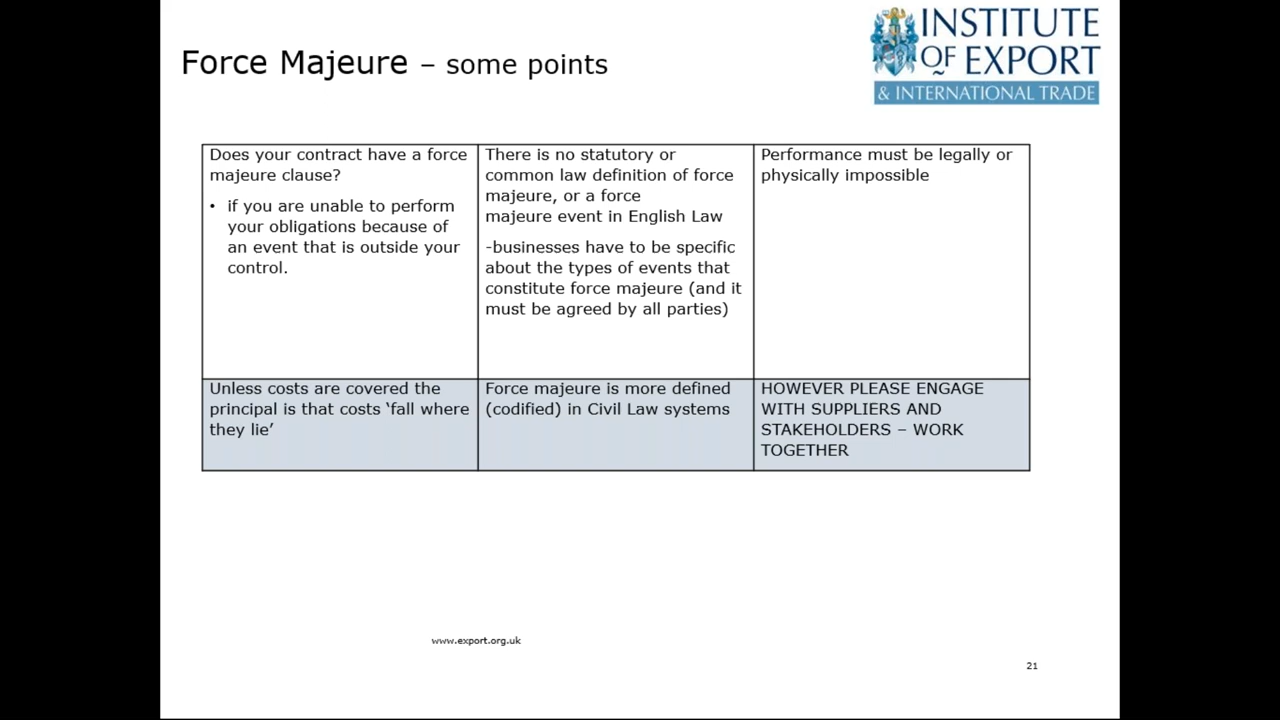 Force Majeure – some points
INSTITUTE
OF EXPORT
& INTERNATIONAL TRADE
Does your contract have a force
majeure clause?
• if you are unable to perform
your obligations because of
an event that is outside your
control.
There is no statutory or
common law definition of force
majeure, or a force
majeure event in English Law
-businesses have to be specific
about the types of events that
constitute force majeure (and it
must be agreed by all parties)
Performance must be legally or
physically impossible
Unless costs are covered the
principal is that costs ‘fall where
they lie’
Force majeure is more defined
(codified) in Civil Law systems
HOWEVER PLEASE ENGAGE
WITH SUPPLIERS AND
STAKEHOLDERS – WORK
TOGETHER
www.export.org.uk
21